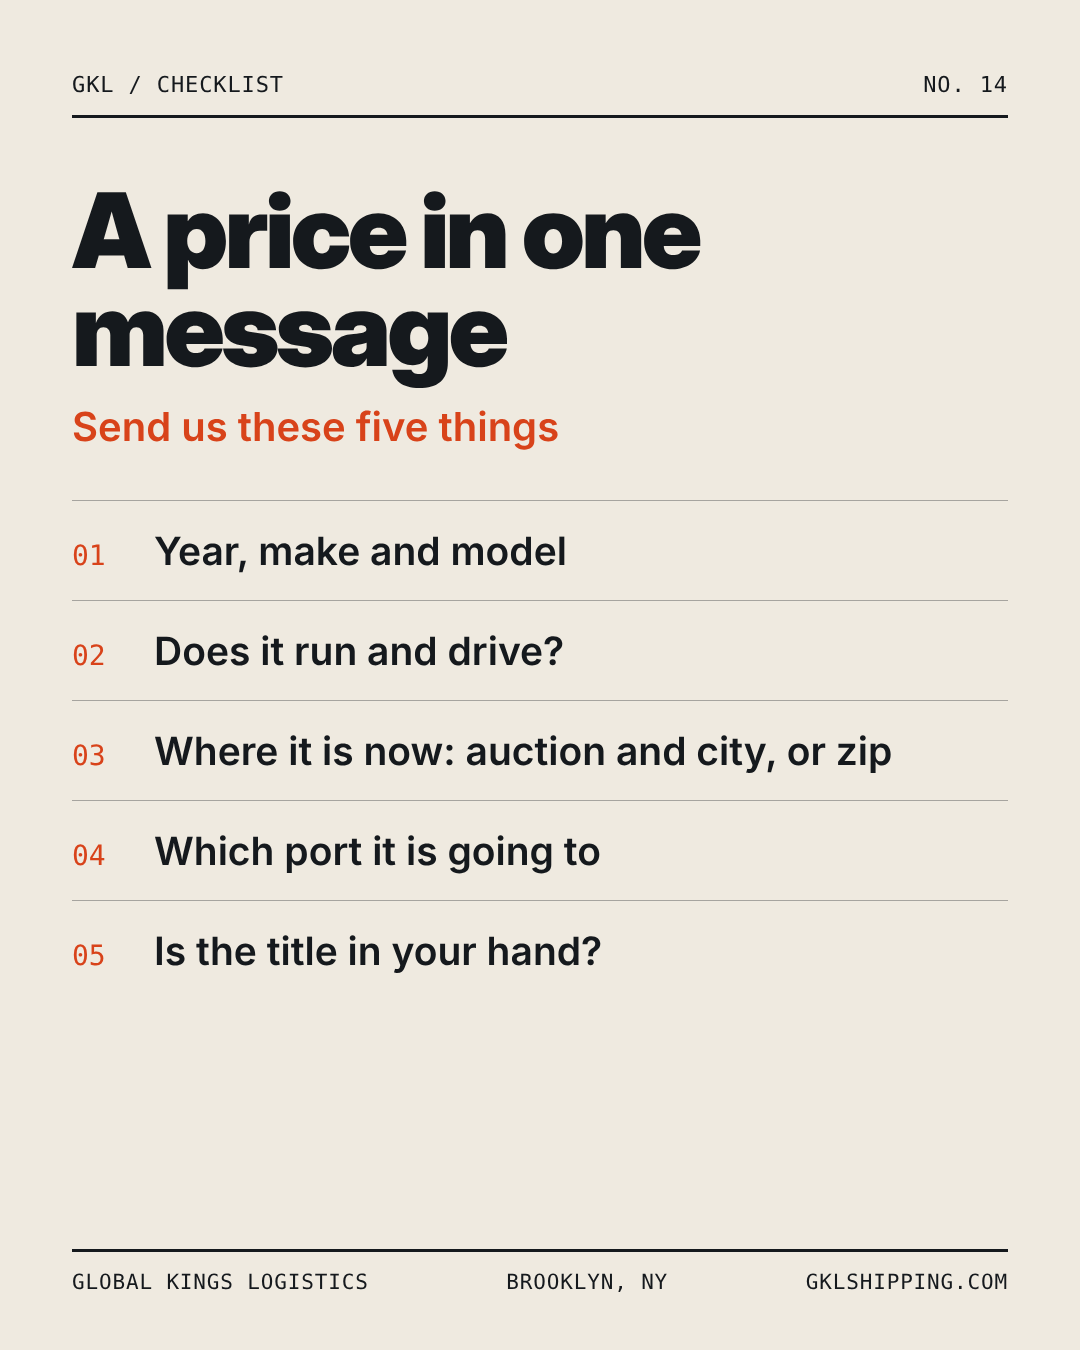 GKL / CHECKLIST
NO. 14
A price in one
message
Send us these five things
01 Year, make and model
02 Does it run and drive?
03 Where it is now: auction and city, or zip
04 Which port it is going to
05 Is the title in your hand?
GLOBAL KINGS LOGISTICS
BROOKLYN, NY
GKLSHIPPING.COM